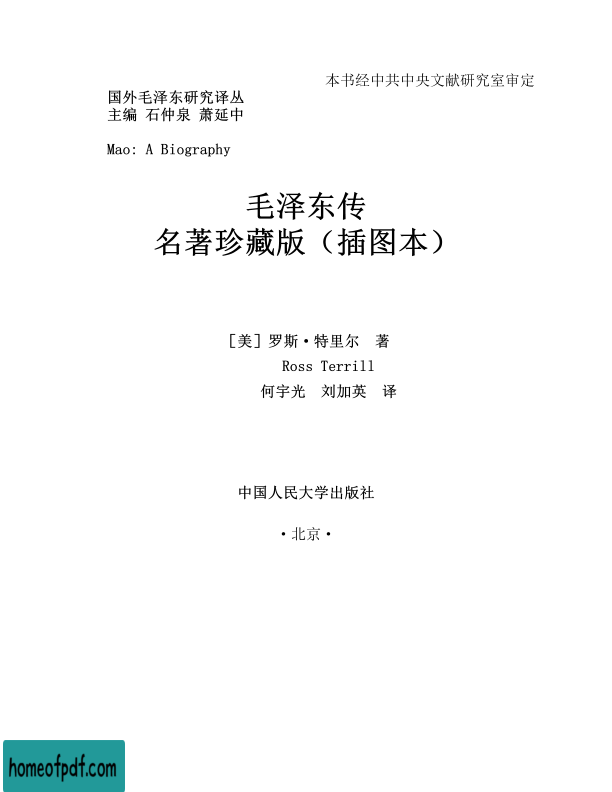 本书经中共中央文献研究室审定
国外毛泽东研究译丛
主编 石仲泉 萧延中
Mao: A Biography
毛泽东传
名著珍藏版（插图本）
［美］罗斯·特里尔 著
Ross Terrill
何宇光 刘加英 译
中国人民大学出版社
·北京·
homeofpdf.com